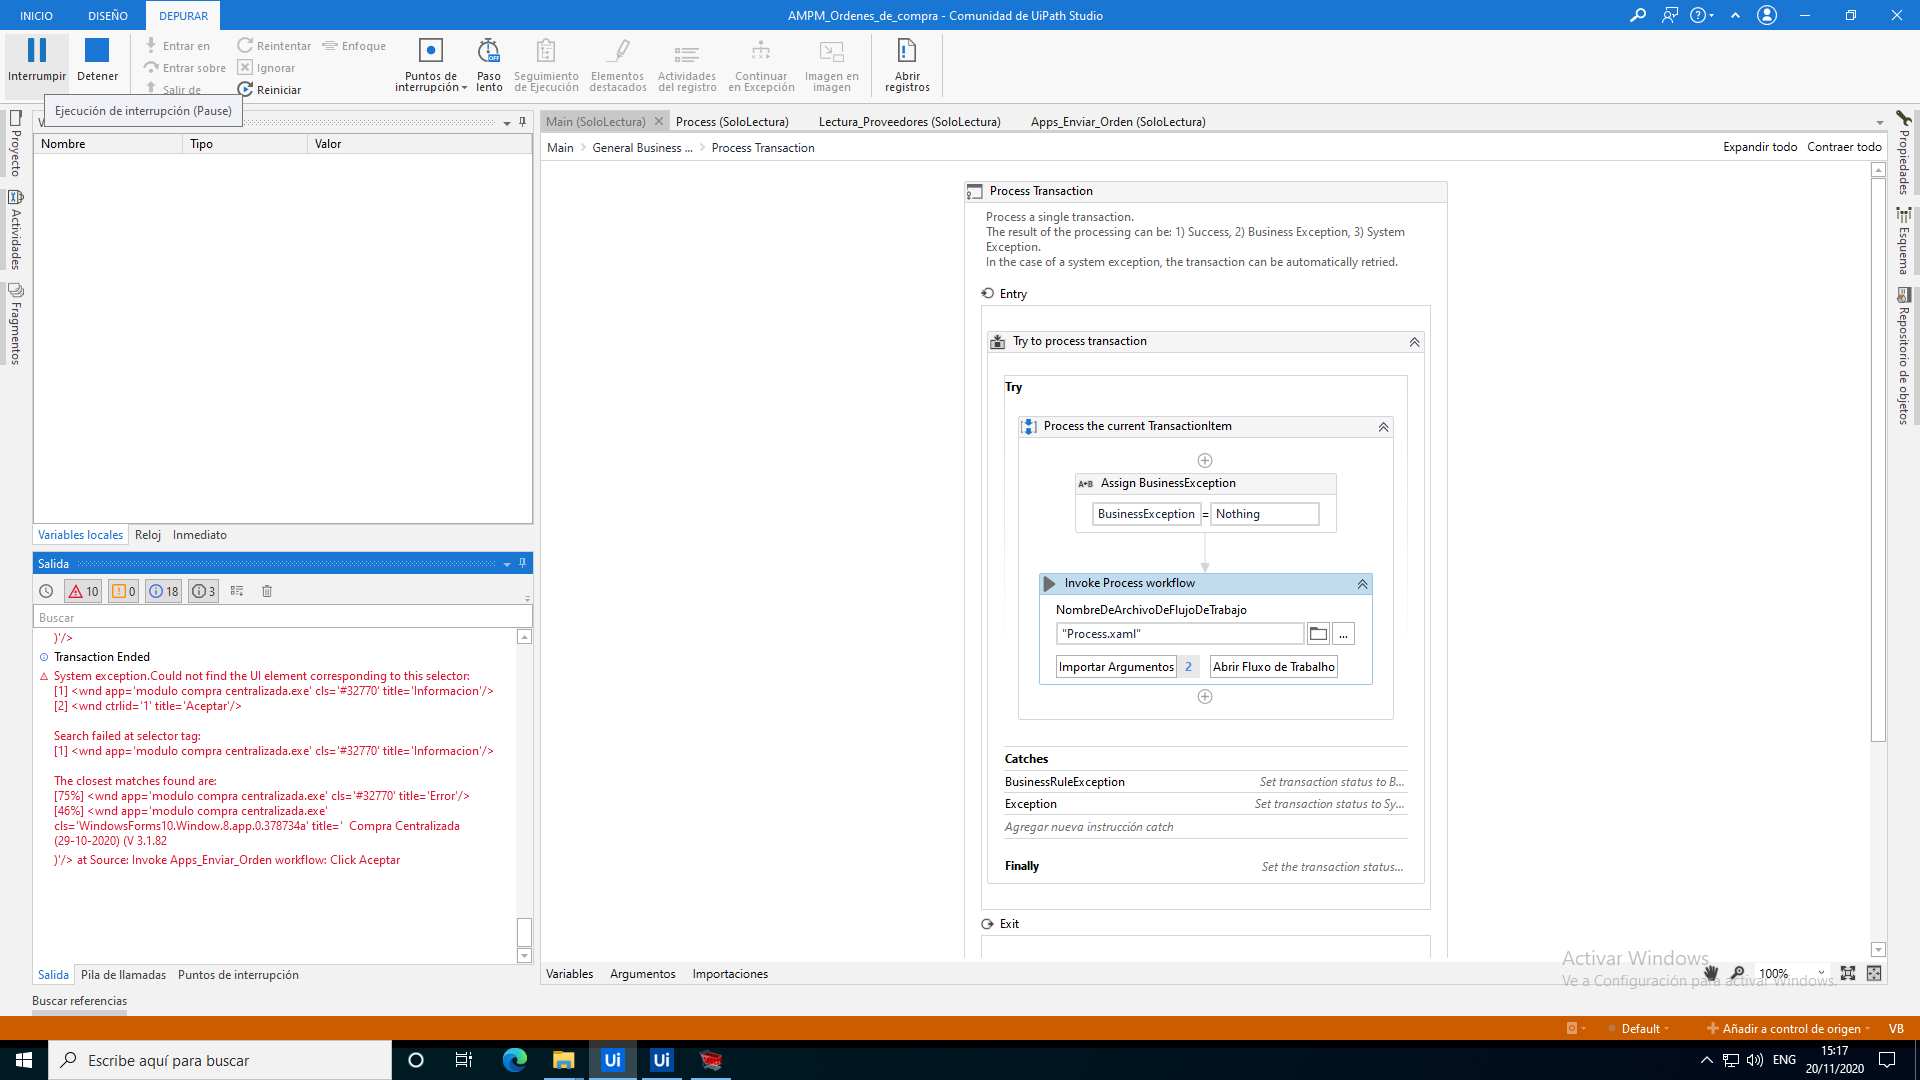 INICIO DISEÑO DEPURAR AMPM_Ordenes_de_compra - Comunidad de UiPath Studio
Interrumpir Detener
Entrar en
Entrar sobre
Salir de
Reintentar
Ignorar
Reiniciar
Enfoque
Puntos de interrupción
Paso lento
Seguimiento de Ejecución
Elementos destacados
Actividades del registro
Continuar en Excepción
Imagen en imagen
Abrir registros
Ejecución de interrupción (Pause)
V
Nombre Tipo Valor
Proyecto
Actividades
Fragmentos
Variables locales Reloj Inmediato
Salida
10 0 18 3
Buscar
)'/>
Transaction Ended
System exception.Could not find the UI element corresponding to this selector:
[1] <wnd app='modulo compra centralizada.exe' cls='#32770' title='Informacion'/>
[2] <wnd ctrlid='1' title='Aceptar'/>
Search failed at selector tag:
[1] <wnd app='modulo compra centralizada.exe' cls='#32770' title='Informacion'/>
The closest matches found are:
[75%] <wnd app='modulo compra centralizada.exe' cls='#32770' title='Error'/>
[46%] <wnd app='modulo compra centralizada.exe'
cls='WindowsForms10.Window.8.app.0.378734a' title='  Compra Centralizada
(29-10-2020) (V 3.1.82
)'/> at Source: Invoke Apps_Enviar_Orden workflow: Click Aceptar
Salida Pila de llamadas Puntos de interrupción
Buscar referencias
Main (SoloLectura) Process (SoloLectura) Lectura_Proveedores (SoloLectura) Apps_Enviar_Orden (SoloLectura)
Main General Business ... Process Transaction Expandir todo Contraer todo
Process Transaction
Process a single transaction.
The result of the processing can be: 1) Success, 2) Business Exception, 3) System
Exception.
In the case of a system exception, the transaction can be automatically retried.
Entry
Try to process transaction
Try
Process the current TransactionItem
A+B Assign BusinessException
BusinessException = Nothing
Invoke Process workflow
NombreDeArchivoDeFlujoDeTrabajo
"Process.xaml" ...
Importar Argumentos 2 Abrir Fluxo de Trabalho
Catches
BusinessRuleException Set transaction status to B...
Exception Set transaction status to Sy...
Agregar nueva instrucción catch
Finally Set the transaction status...
Exit
Variables Argumentos Importaciones 100%
Activar Windows
Ve a Configuración para activar Windows.
Propiedades
Esquema
Repositorio de objetos
Default Añadir a control de origen VB
Escribe aquí para buscar
Ui Ui
ENG 15:17
20/11/2020